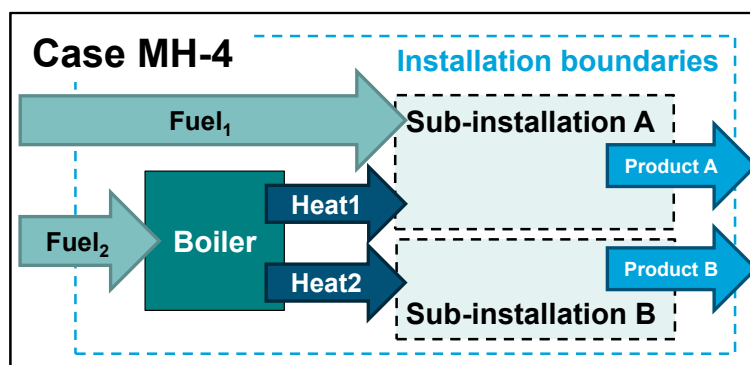 Case MH-4
Installation boundaries
Fuel₁
Sub-installation A
Product A
Heat1
Fuel₂
Boiler
Heat2
Product B
Sub-installation B